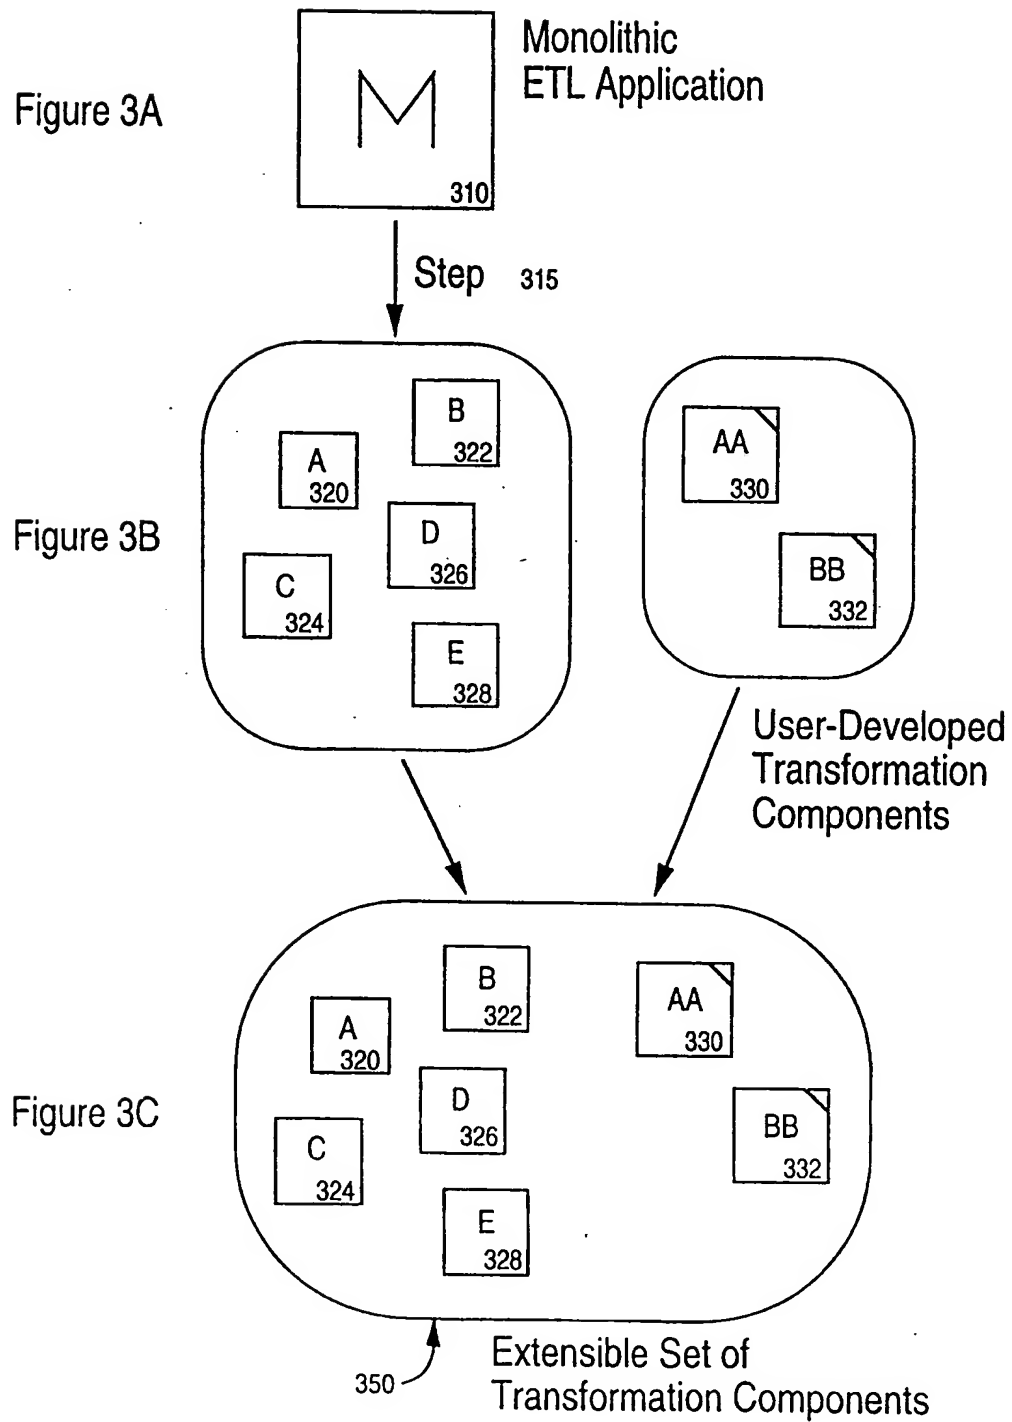 Figure 3A
M
310
Monolithic
ETL Application
Step 315
Figure 3B
A
320
B
322
C
324
D
326
E
328
AA
330
BB
332
User-Developed
Transformation
Components
Figure 3C
A
320
B
322
C
324
D
326
E
328
AA
330
BB
332
350
Extensible Set of
Transformation Components